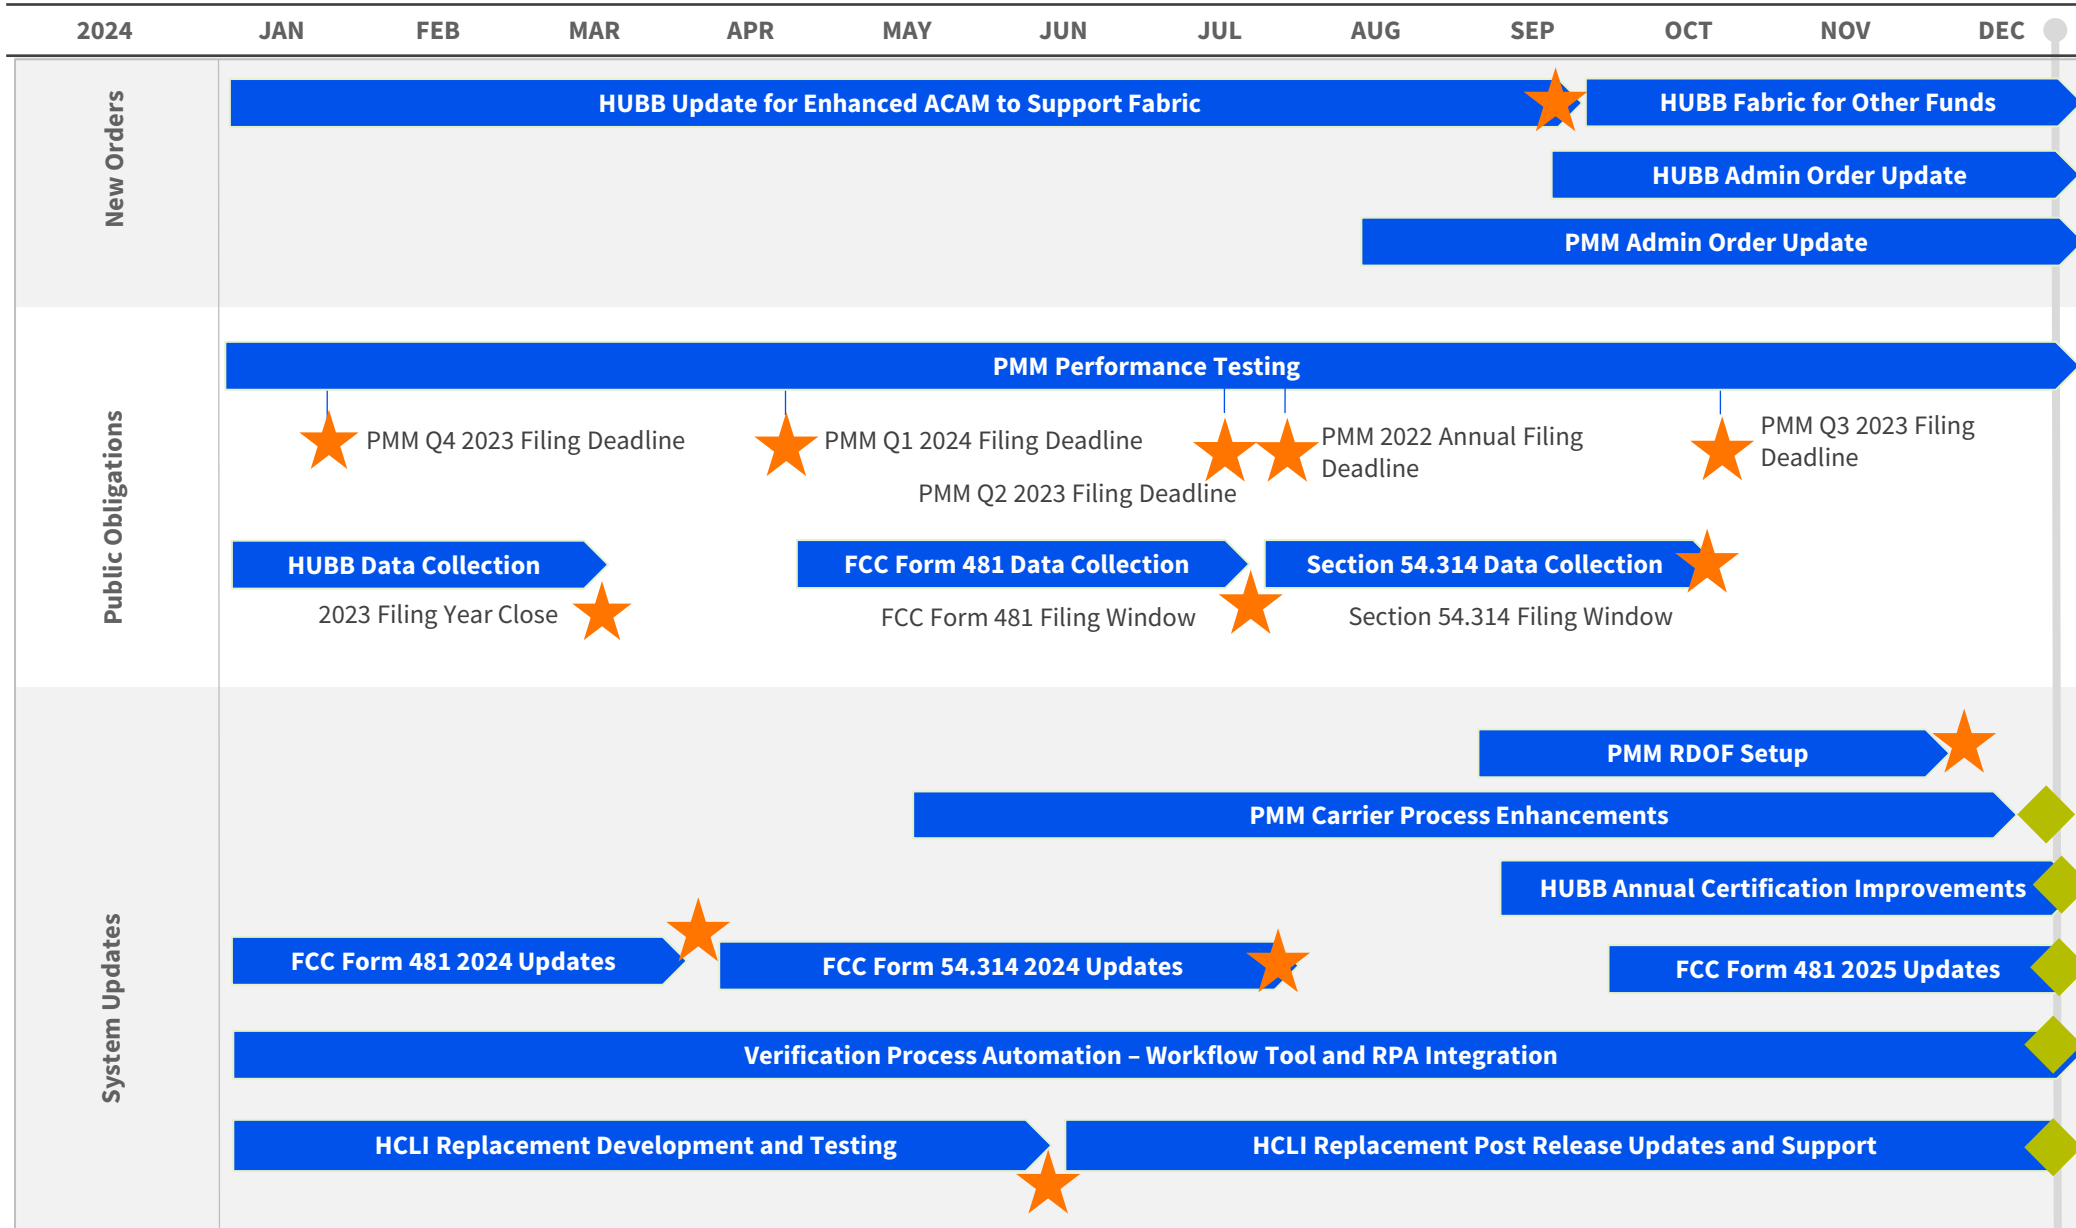 2024 JAN FEB MAR APR MAY JUN JUL AUG SEP OCT NOV DEC
New Orders
HUBB Update for Enhanced ACAM to Support Fabric
HUBB Fabric for Other Funds
HUBB Admin Order Update
PMM Admin Order Update
Public Obligations
PMM Performance Testing
PMM Q4 2023 Filing Deadline
PMM Q1 2024 Filing Deadline
PMM Q2 2023 Filing Deadline
PMM 2022 Annual Filing
Deadline
PMM Q3 2023 Filing
Deadline
HUBB Data Collection
FCC Form 481 Data Collection
Section 54.314 Data Collection
2023 Filing Year Close
FCC Form 481 Filing Window
Section 54.314 Filing Window
System Updates
PMM RDOF Setup
PMM Carrier Process Enhancements
HUBB Annual Certification Improvements
FCC Form 481 2024 Updates
FCC Form 54.314 2024 Updates
FCC Form 481 2025 Updates
Verification Process Automation – Workflow Tool and RPA Integration
HCLI Replacement Development and Testing
HCLI Replacement Post Release Updates and Support